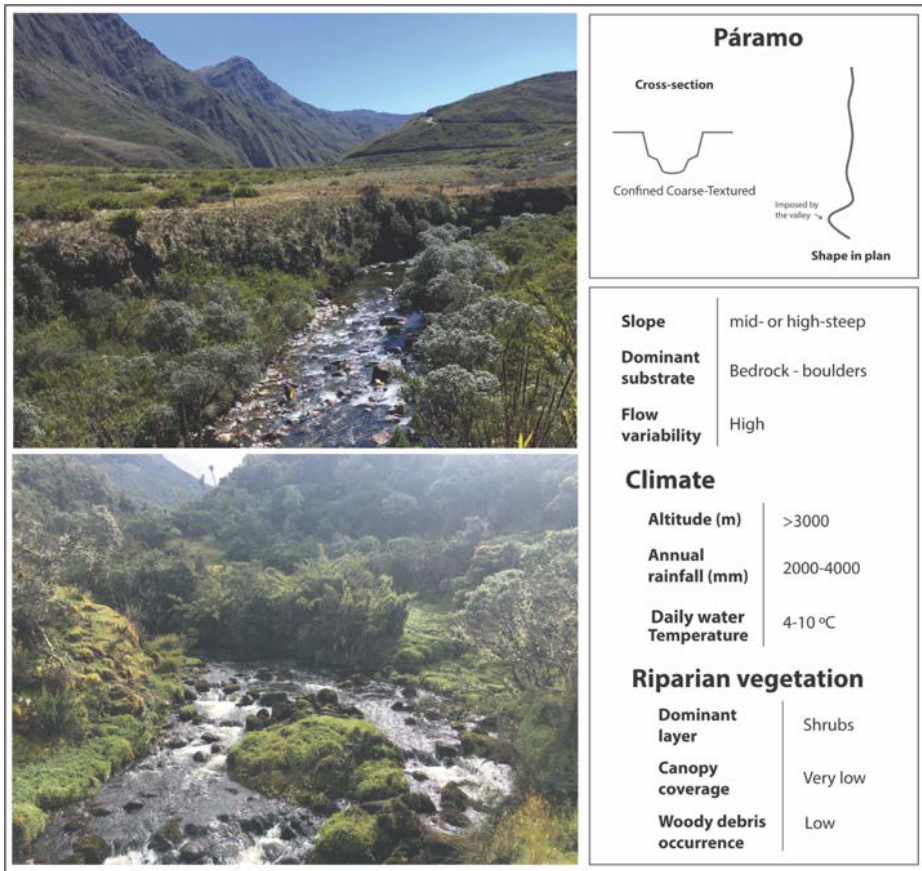 Páramo
Cross-section
Confined Coarse-Textured
Imposed by
the valley
Shape in plan
Slope
mid- or high-steep
Dominant
substrate
Bedrock - boulders
Flow
variability
High
Climate
Altitude (m)
>3000
Annual
rainfall (mm)
2000-4000
Daily water
Temperature
4-10 ºC
Riparian vegetation
Dominant
layer
Shrubs
Canopy
coverage
Very low
Woody debris
occurrence
Low